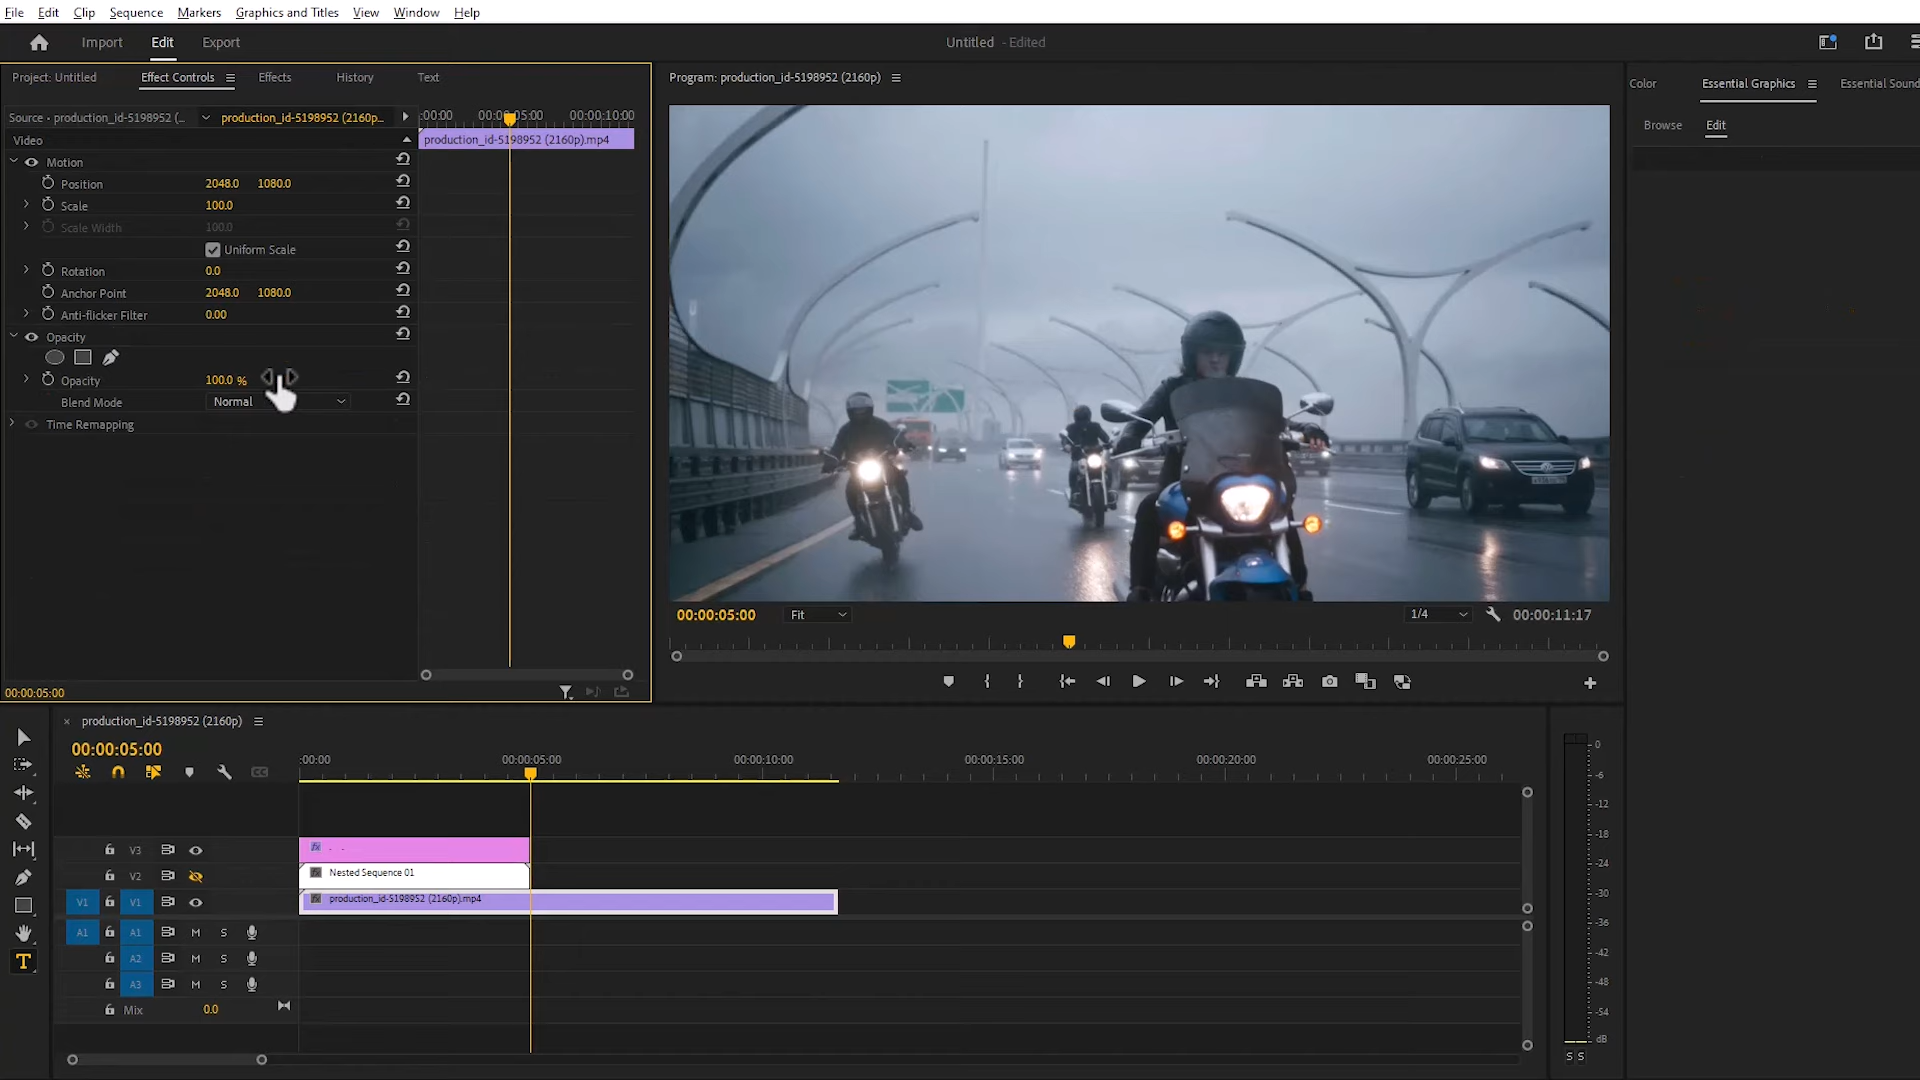 File Edit Clip Sequence Markers Graphics and Titles View Window Help
Import Edit Export
Untitled - Edited
Project: Untitled Effect Controls Effects History Text
Source • production_id-5198952 (... production_id-5198952 (2160p...
:00:00 00:00:05:00 00:00:10:00
Video
production_id-5198952 (2160p).mp4
Motion
Position 2048.0 1080.0
Scale 100.0
Scale Width 100.0
Uniform Scale
Rotation 0.0
Anchor Point 2048.0 1080.0
Anti-flicker Filter 0.00
Opacity
Opacity 100.0 %
Blend Mode Normal
Time Remapping
00:00:05:00
Program: production_id-5198952 (2160p)
00:00:05:00 Fit 1/4 00:00:11:17
Color Essential Graphics Essential Sound
Browse Edit
production_id-5198952 (2160p)
00:00:05:00
:00:00 00:00:05:00 00:00:10:00 00:00:15:00 00:00:20:00 00:00:25:00
V3
V2 Nested Sequence 01
V1 V1 production_id-5198952 (2160p).mp4
A1 A1 M S
A2 M S
A3 M S
Mix 0.0
0
-6
-12
-18
-24
-30
-36
-42
-48
-54
dB
S S